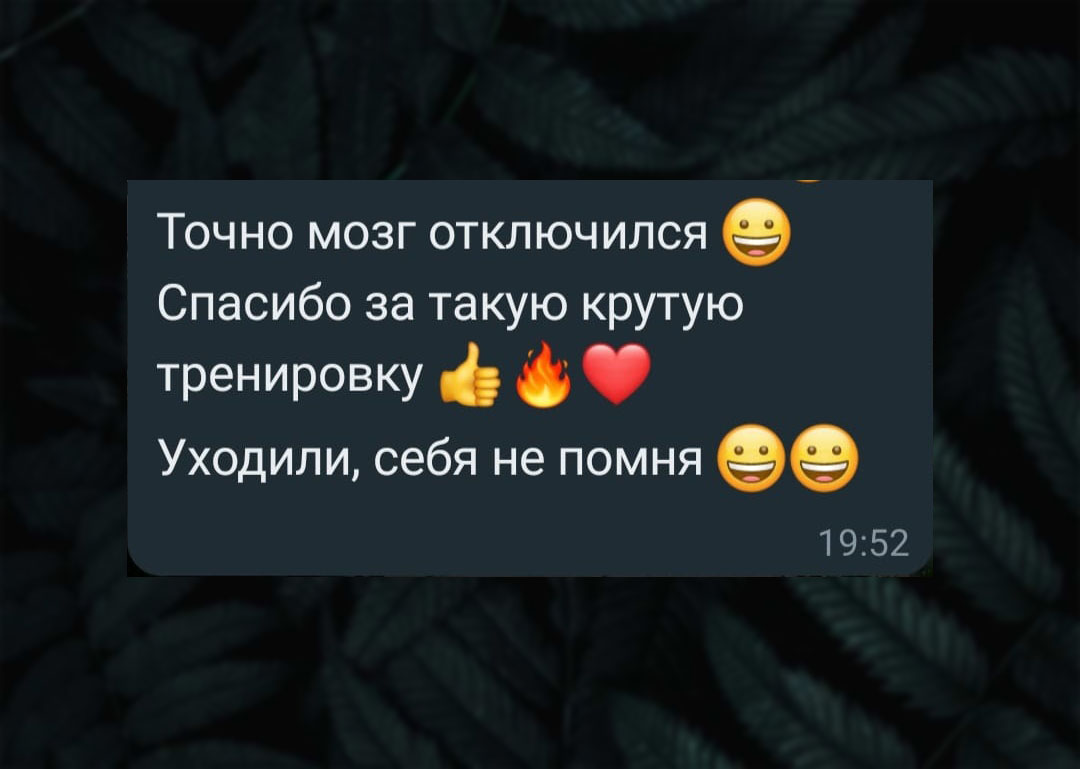 Точно мозг отключился 😀
Спасибо за такую крутую
тренировку 👍🔥❤️
Уходили, себя не помня 😀😀
19:52